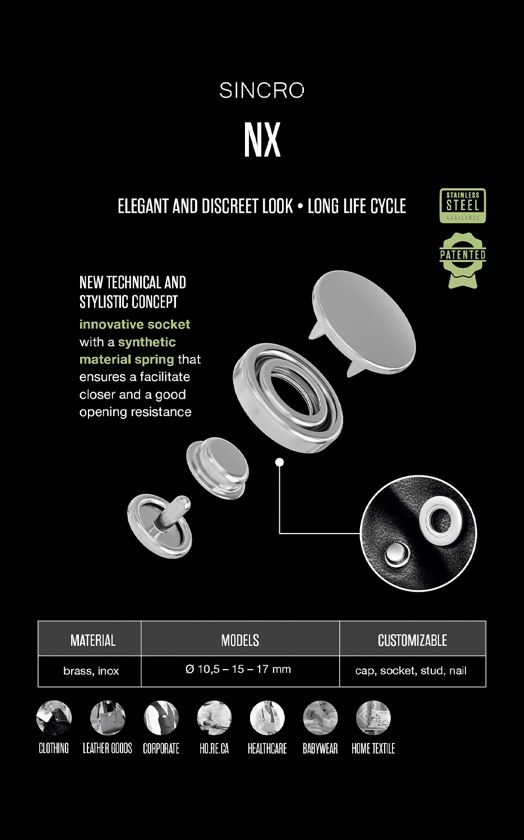 SINCRO
NX
ELEGANT AND DISCREET LOOK • LONG LIFE CYCLE
STAINLESS
STEEL
AVAILABLE
PATENTED
NEW TECHNICAL AND
STYLISTIC CONCEPT
innovative socket
with a synthetic
material spring that
ensures a facilitate
closer and a good
opening resistance
MATERIAL MODELS CUSTOMIZABLE
brass, inox Ø 10,5 – 15 – 17 mm cap, socket, stud, nail
CLOTHING LEATHER GOODS CORPORATE HO.RE.CA HEALTHCARE BABYWEAR HOME TEXTILE